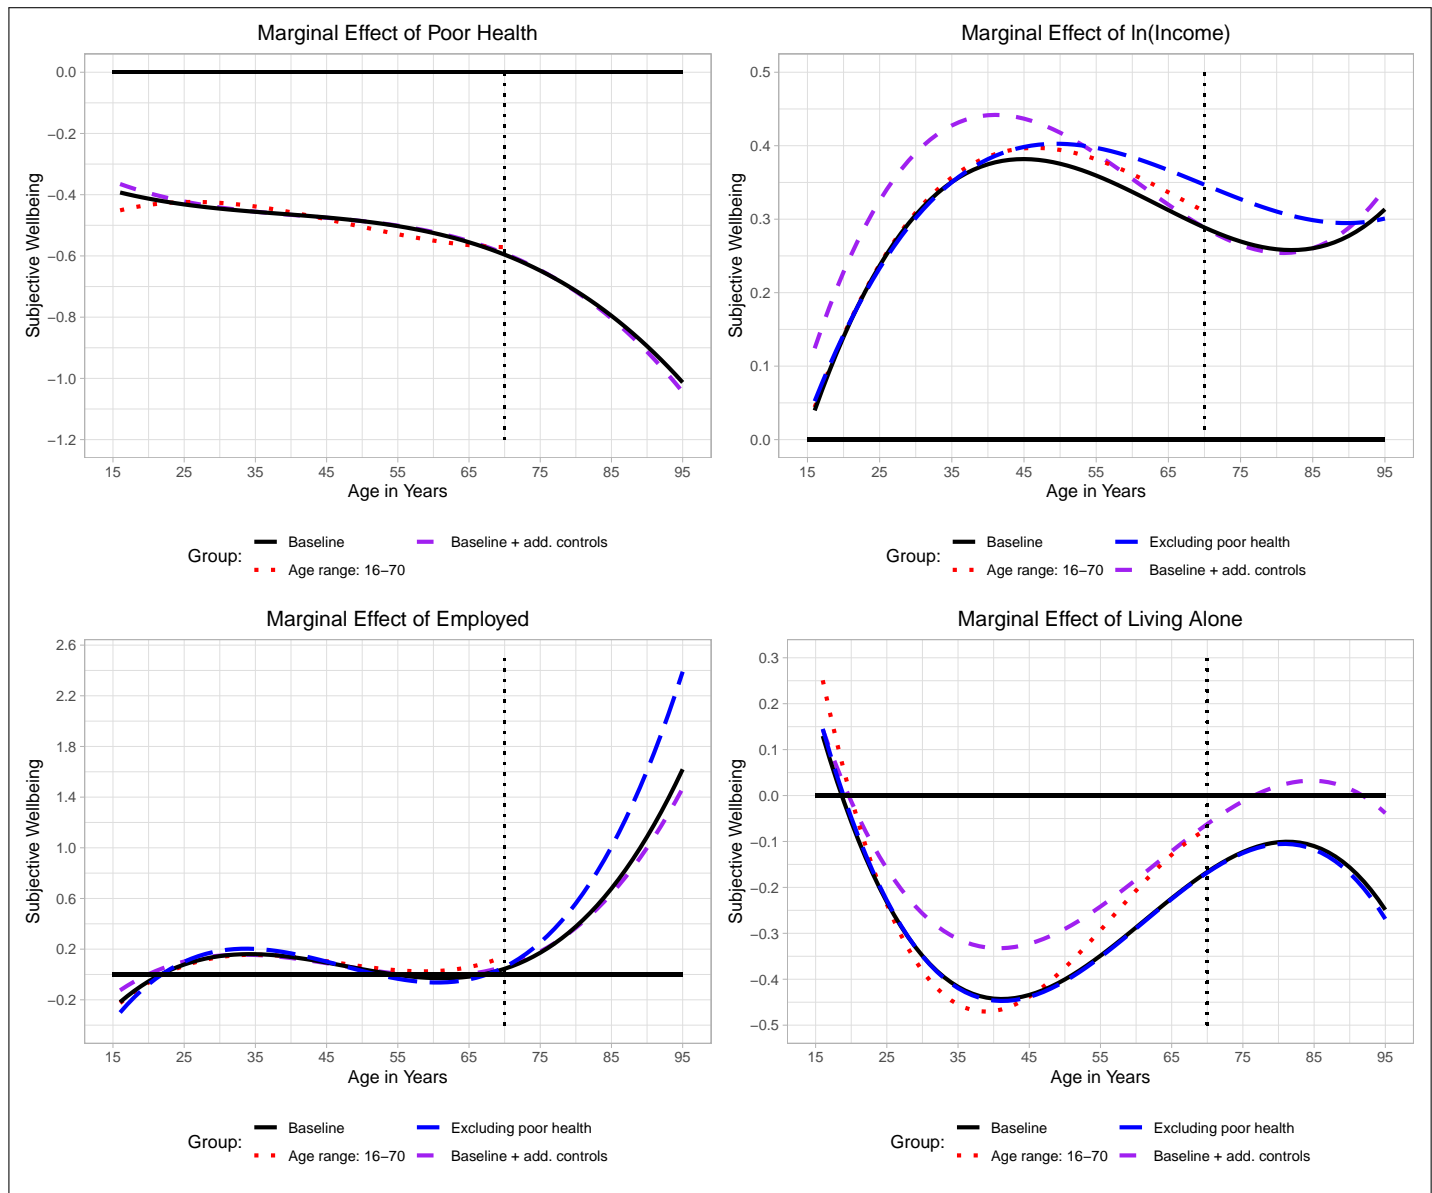 Marginal Effect of Poor Health
Subjective Wellbeing
0.0
−0.2
−0.4
−0.6
−0.8
−1.0
−1.2
15 25 35 45 55 65 75 85 95
Age in Years
Group:
Baseline
Baseline + add. controls
Age range: 16−70
Marginal Effect of ln(Income)
Subjective Wellbeing
0.5
0.4
0.3
0.2
0.1
0.0
15 25 35 45 55 65 75 85 95
Age in Years
Group:
Baseline
Excluding poor health
Age range: 16−70
Baseline + add. controls
Marginal Effect of Employed
Subjective Wellbeing
2.6
2.2
1.8
1.4
1.0
0.6
0.2
−0.2
15 25 35 45 55 65 75 85 95
Age in Years
Group:
Baseline
Excluding poor health
Age range: 16−70
Baseline + add. controls
Marginal Effect of Living Alone
Subjective Wellbeing
0.3
0.2
0.1
0.0
−0.1
−0.2
−0.3
−0.4
−0.5
15 25 35 45 55 65 75 85 95
Age in Years
Group:
Baseline
Excluding poor health
Age range: 16−70
Baseline + add. controls